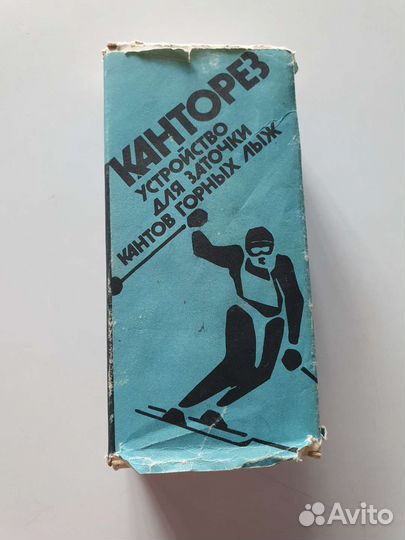 КАНТОРЕЗ
УСТРОЙСТВО
ДЛЯ ЗАТОЧКИ
КАНТОВ ГОРНЫХ ЛЫЖ
Avito